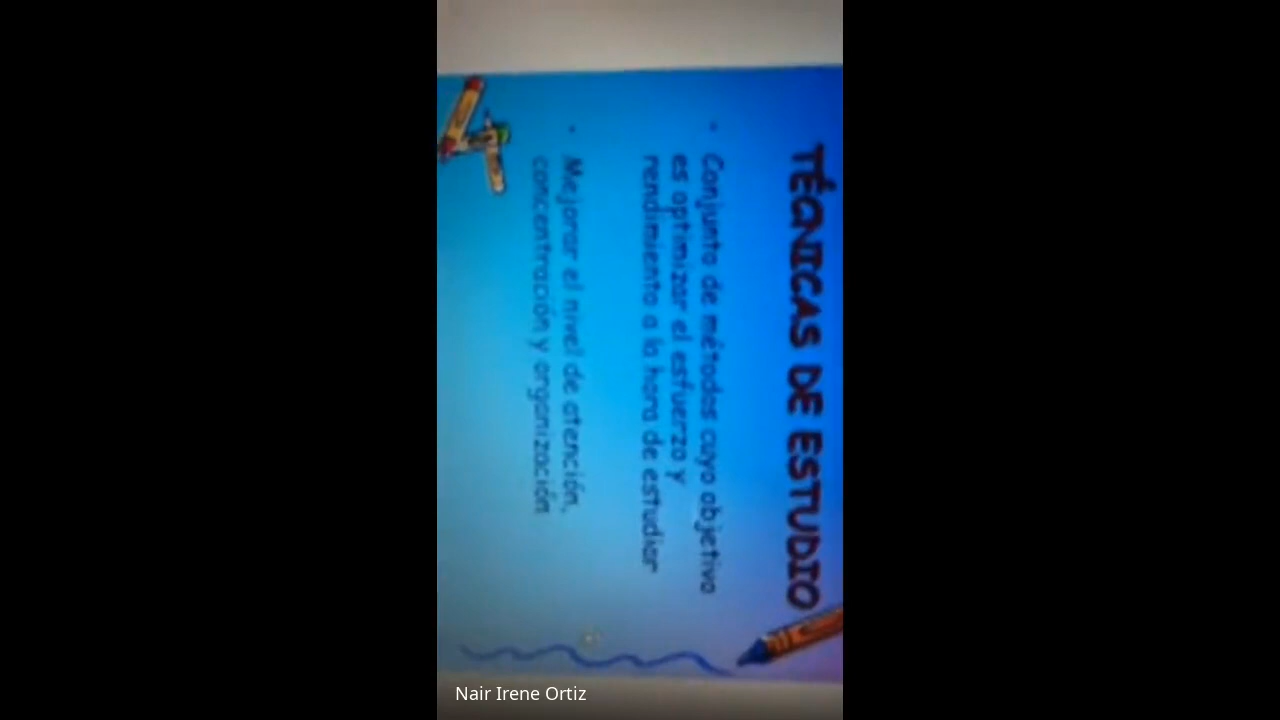 TÉCNICAS DE ESTUDIO
• Conjunto de métodos cuyo objetivo
es optimizar el esfuerzo y
rendimiento a la hora de estudiar
• Mejorar el nivel de atención,
concentración y organización
Nair Irene Ortiz